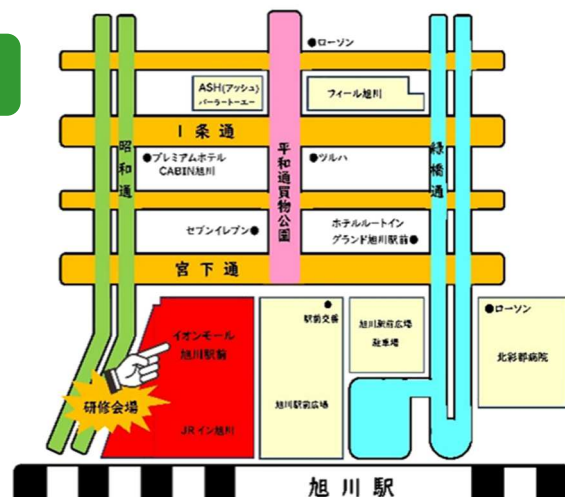 ●ローソン
ASH(アッシュ)
パーラートーエー
フィール旭川
1条通
昭和通
平和通買物公園
緑橋通
●プレミアムホテル
CABIN旭川
●ツルハ
セブンイレブン●
ホテルルートイン
グランド旭川駅前●
宮下通
イオンモール
旭川駅前
駅前交番
旭川駅前広場
駐車場
●ローソン
北彩都病院
研修会場
JRイン旭川
旭川駅前広場
旭川駅